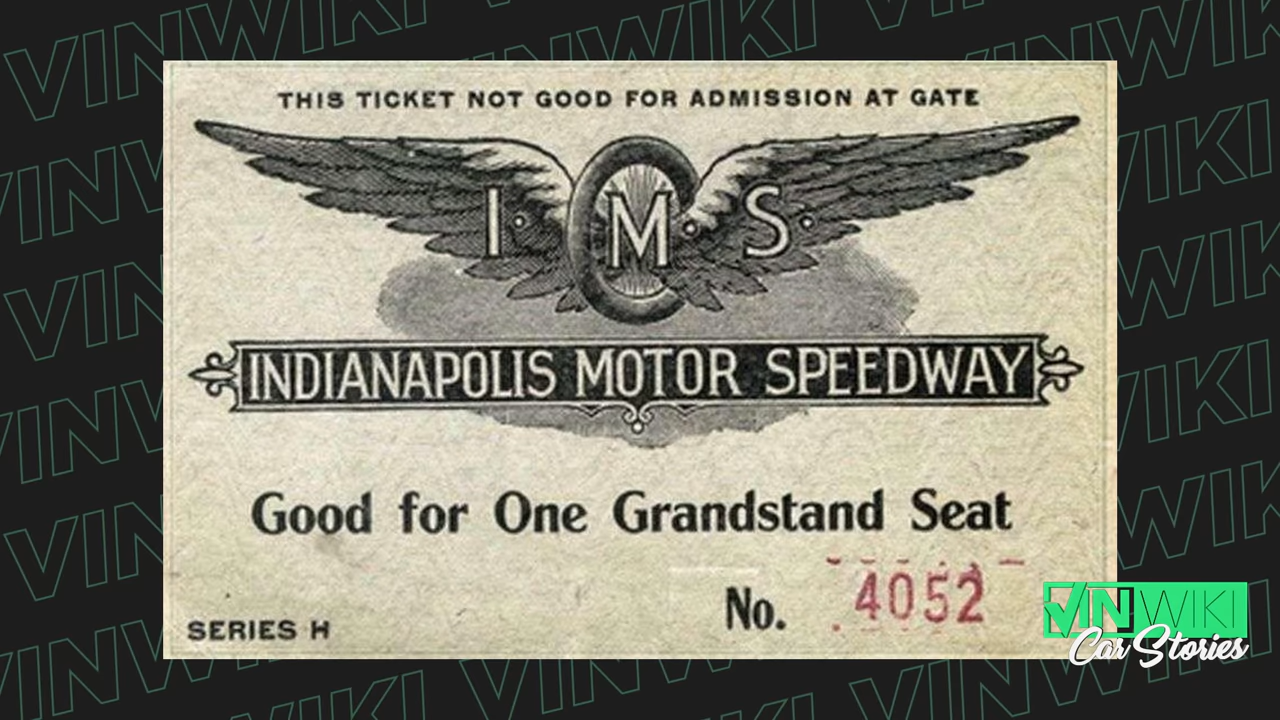 THIS TICKET NOT GOOD FOR ADMISSION AT GATE
I · M · S ·
INDIANAPOLIS MOTOR SPEEDWAY
Good for One Grandstand Seat
No. 4052
SERIES H
VINWIKI
Car Stories